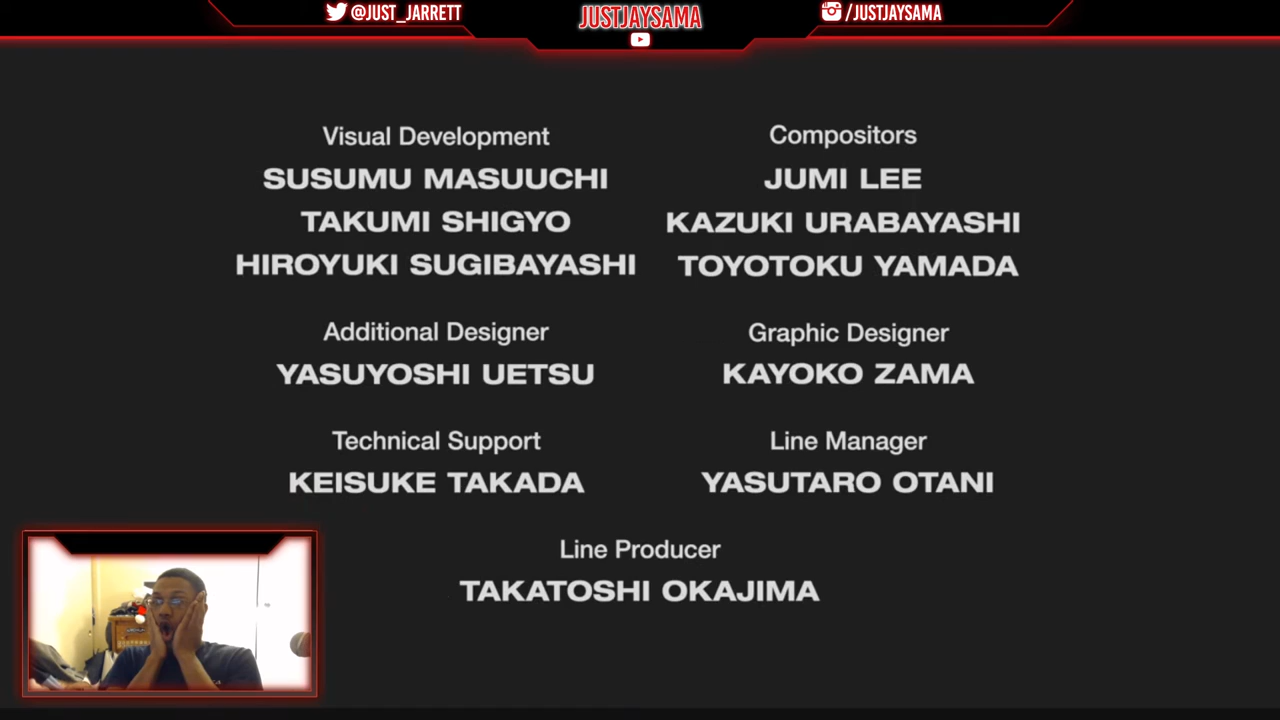 @JUST_JARRETT
JUSTJAYSAMA
/JUSTJAYSAMA
Visual Development
SUSUMU MASUUCHI
TAKUMI SHIGYO
HIROYUKI SUGIBAYASHI
Compositors
JUMI LEE
KAZUKI URABAYASHI
TOYOTOKU YAMADA
Additional Designer
YASUYOSHI UETSU
Graphic Designer
KAYOKO ZAMA
Technical Support
KEISUKE TAKADA
Line Manager
YASUTARO OTANI
Line Producer
TAKATOSHI OKAJIMA